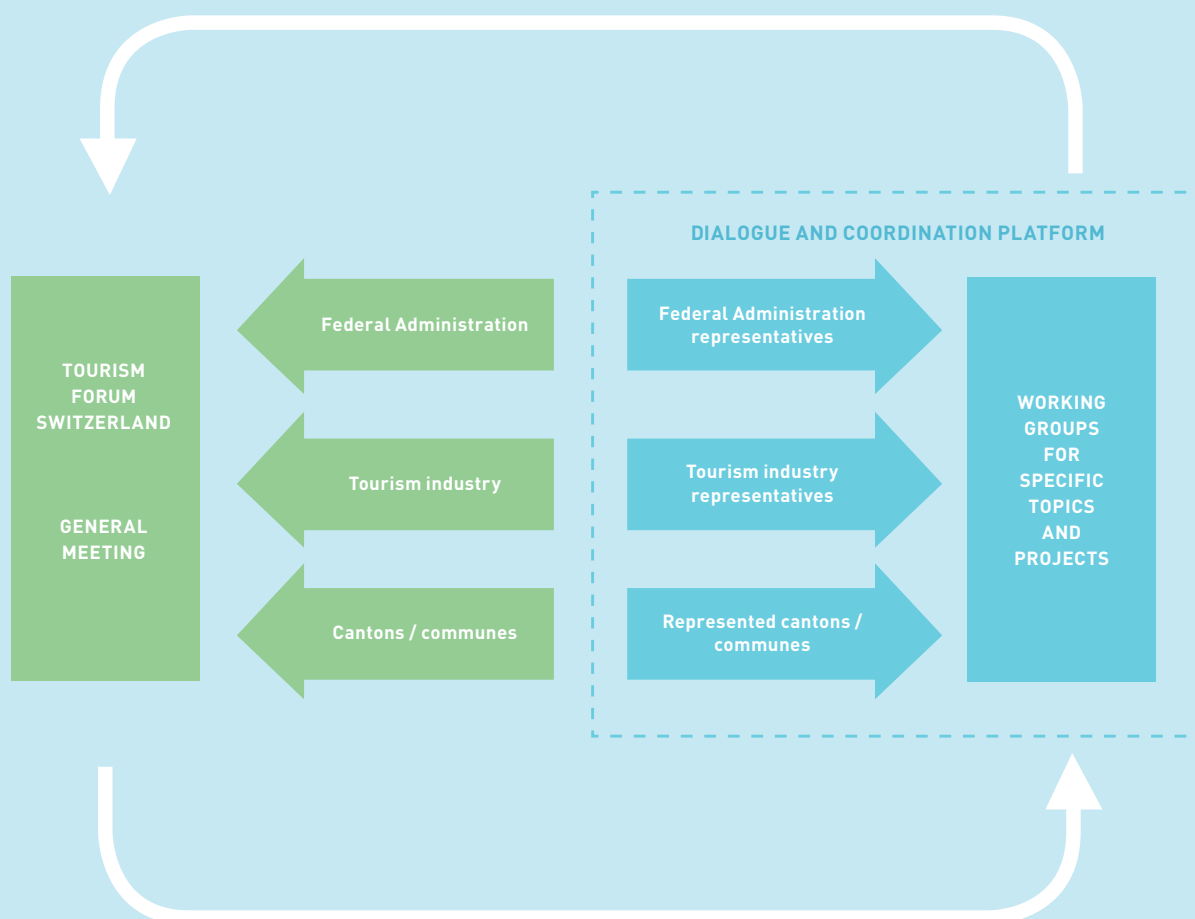 DIALOGUE AND COORDINATION PLATFORM
TOURISM
FORUM
SWITZERLAND
GENERAL
MEETING
Federal Administration
Tourism industry
Cantons / communes
Federal Administration
representatives
Tourism industry
representatives
Represented cantons /
communes
WORKING
GROUPS
FOR
SPECIFIC
TOPICS
AND
PROJECTS